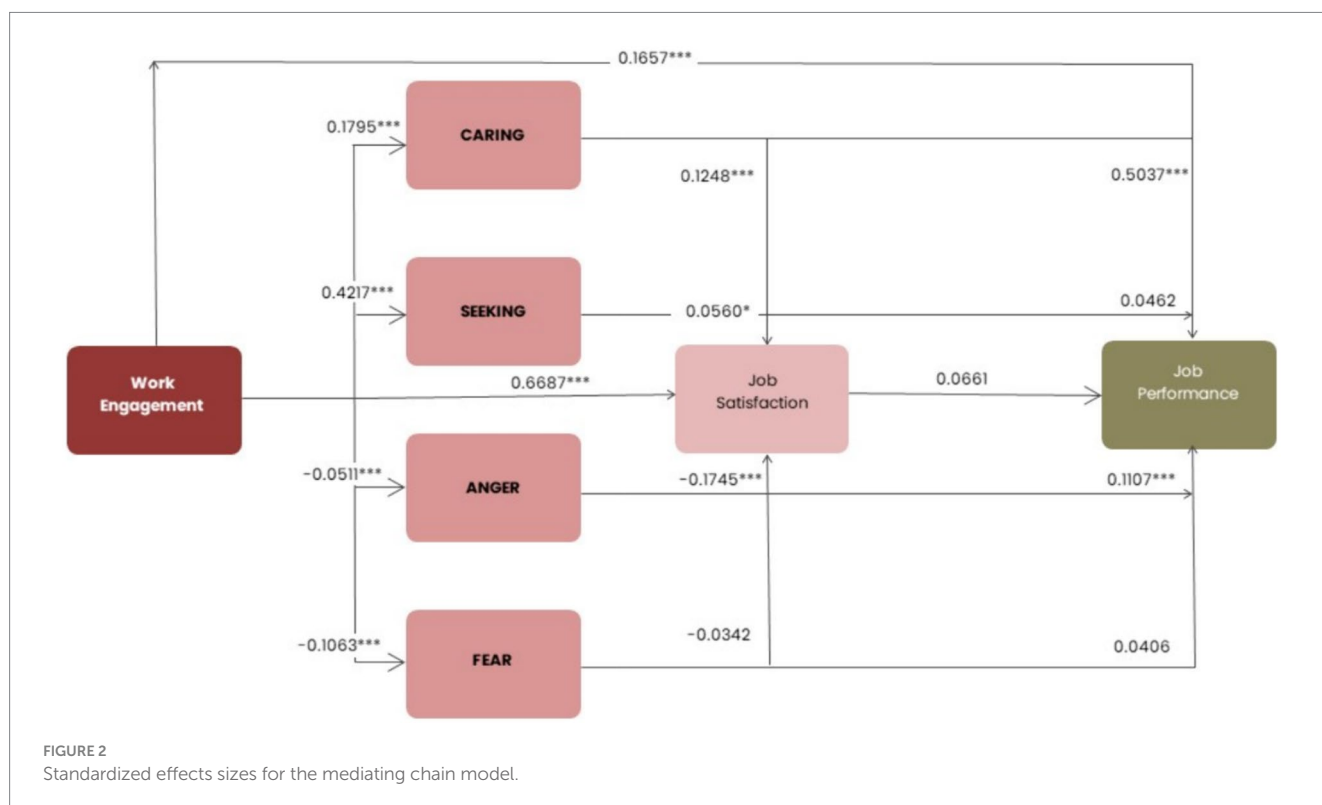 0.1657***
0.1795***
CARING
0.1248***
0.5037***
0.4217***
SEEKING
0.0560*
0.0462
Work
Engagement
0.6687***
Job
Satisfaction
0.0661
Job
Performance
-0.0511***
ANGER
-0.1745***
0.1107***
-0.1063***
FEAR
-0.0342
0.0406
FIGURE 2
Standardized effects sizes for the mediating chain model.